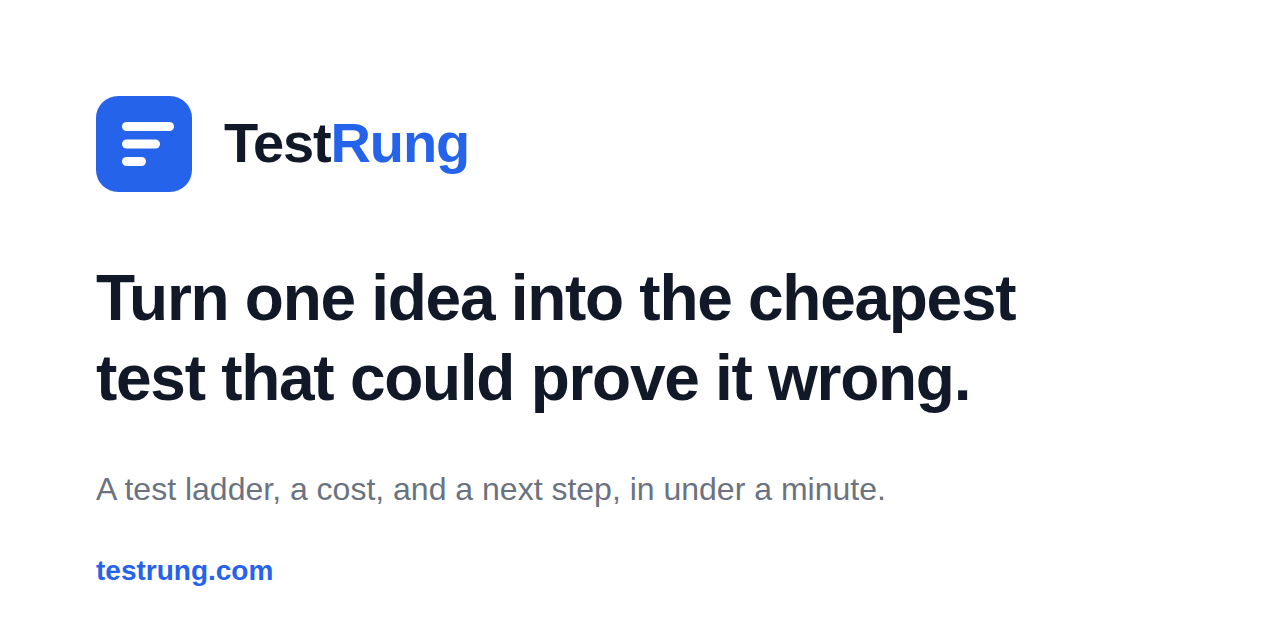 TestRung
Turn one idea into the cheapest
test that could prove it wrong.
A test ladder, a cost, and a next step, in under a minute.
testrung.com